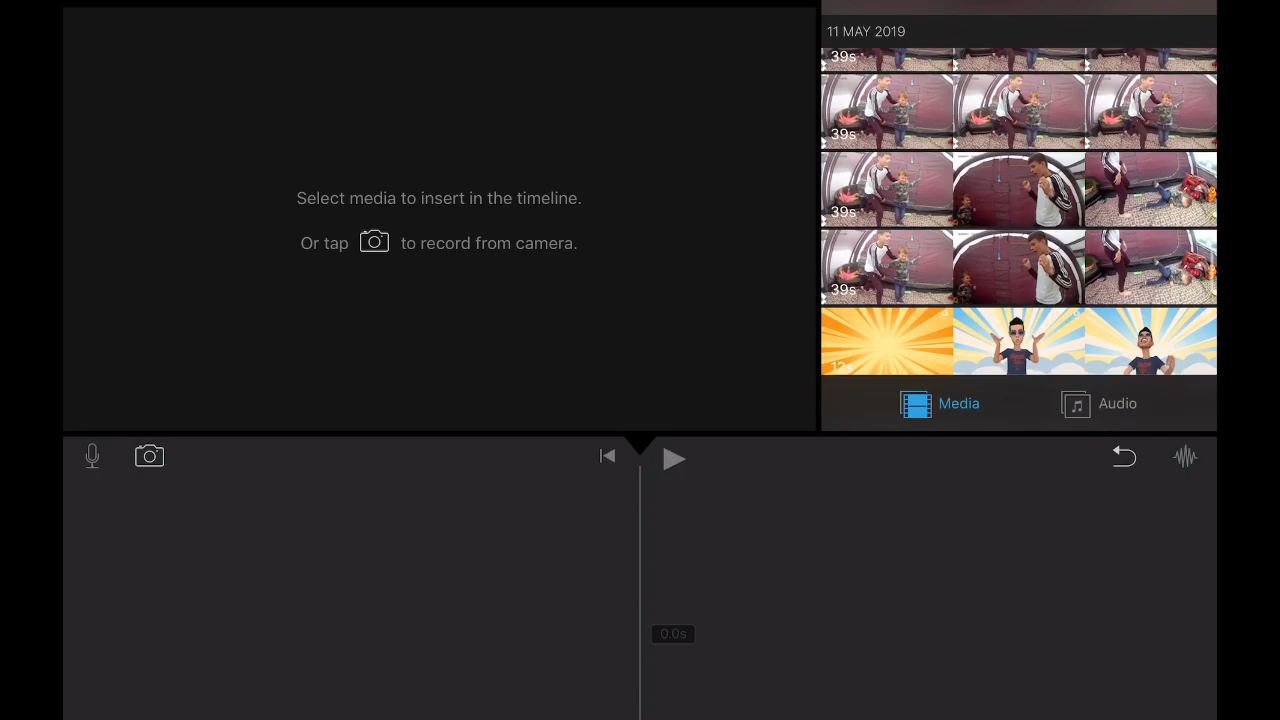 11 MAY 2019
39s
39s
39s
39s
12s
Select media to insert in the timeline.
Or tap to record from camera.
Media
Audio
0.0s